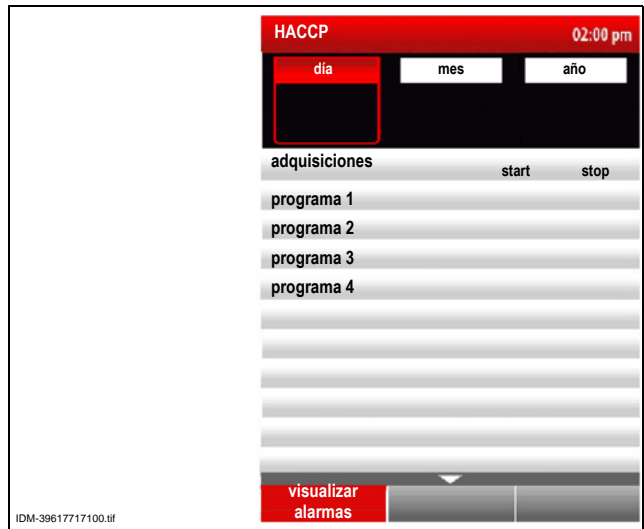 HACCP 02:00 pm
día mes año
adquisiciones start stop
programa 1
programa 2
programa 3
programa 4
visualizar
alarmas
IDM-39617717100.tif